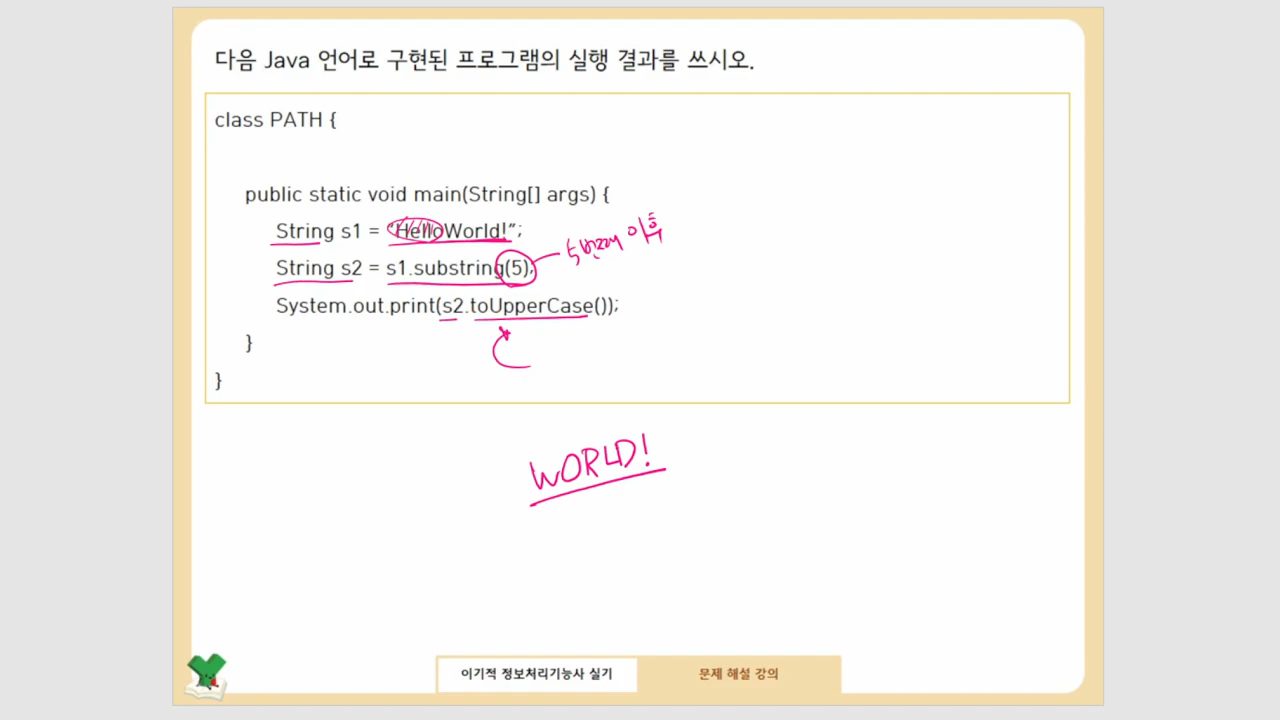 다음 Java 언어로 구현된 프로그램의 실행 결과를 쓰시오.
class PATH {
public static void main(String[] args) {
String s1 = "HelloWorld!";
String s2 = s1.substring(5);
5번째 이후
System.out.print(s2.toUpperCase());
}
}
WORLD!
이기적 정보처리기능사 실기
문제 해설 강의